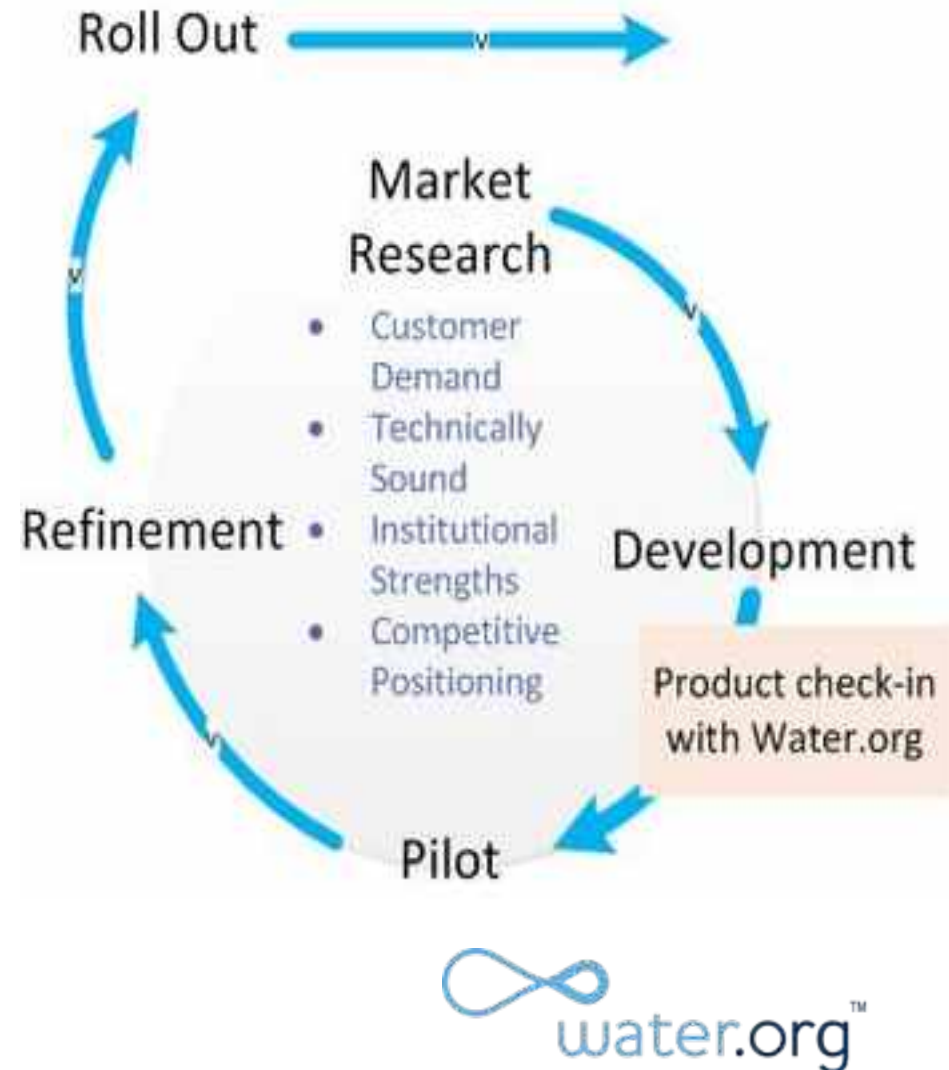 Roll Out
v
Market
Research
v
• Customer
Demand
• Technically
Sound
• Institutional
Strengths
• Competitive
Positioning
v
Refinement
Development
Product check-in
with Water.org
v
Pilot
water.org™